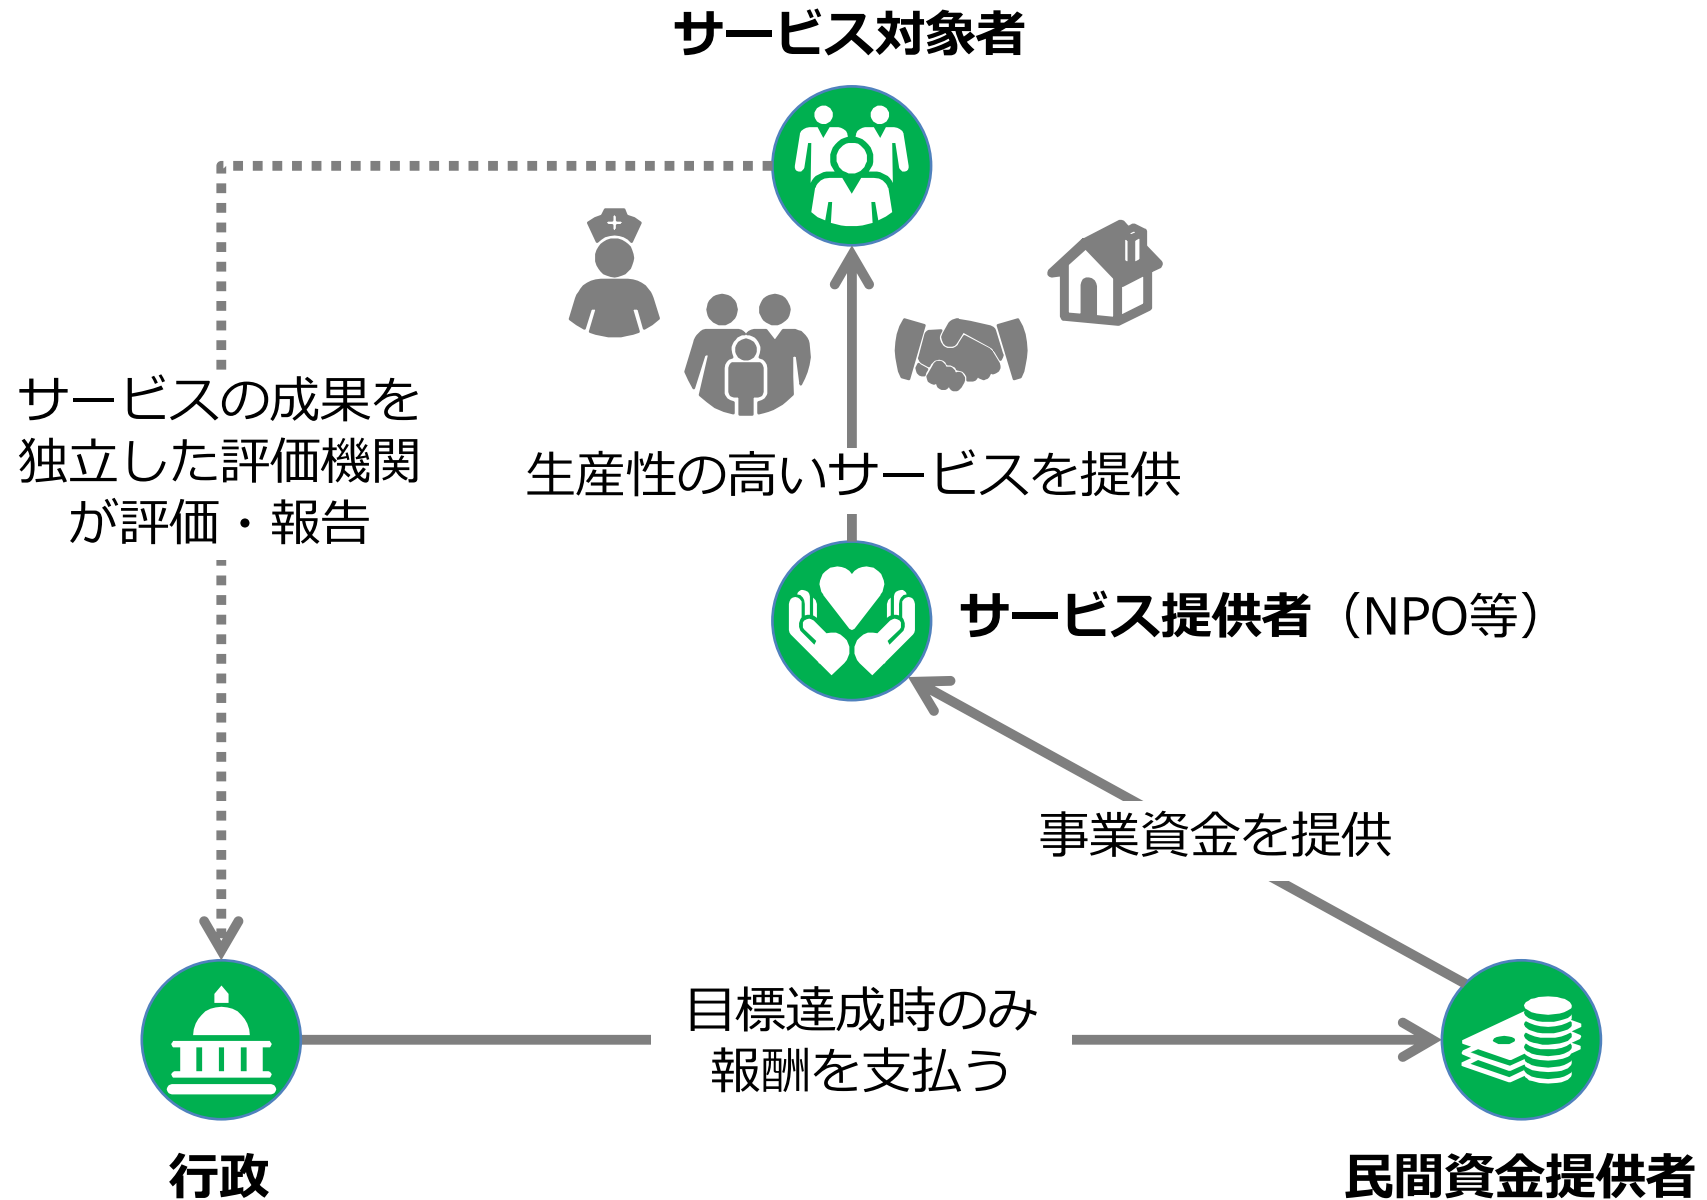 サービス対象者
サービスの成果を
独立した評価機関
が評価・報告
生産性の高いサービスを提供
サービス提供者（NPO等）
事業資金を提供
目標達成時のみ
報酬を支払う
行政
民間資金提供者